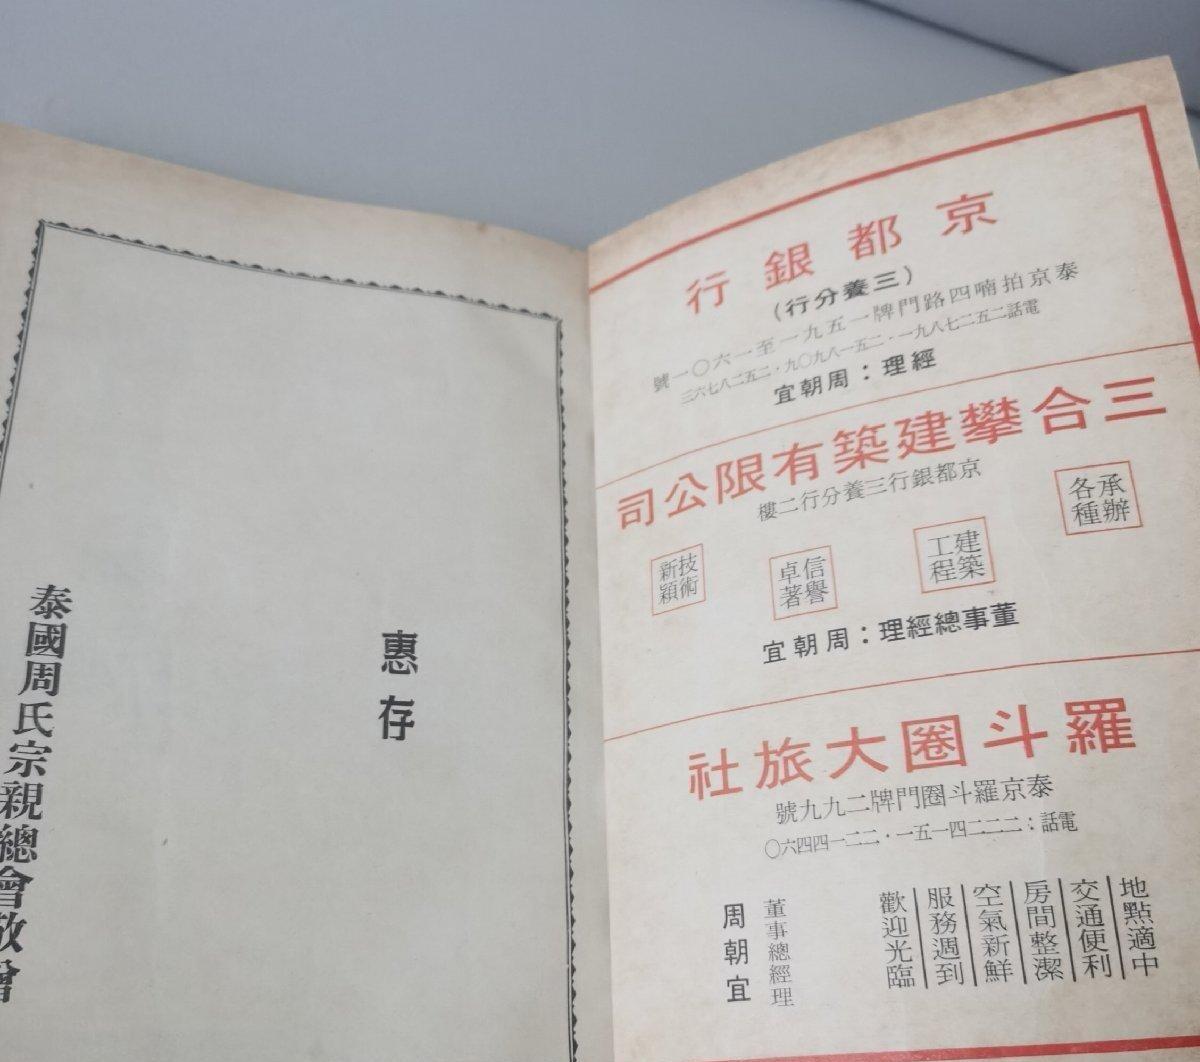 京都銀行
(三養分行)
泰京拍喃四路門牌一五九一至一六〇一號
電話二五二七八九一・二五一八九〇九・二五二八七六三
經理：周朝宜
三合攀建築有限公司
京都銀行三養分行二樓
承辦
各種
建築
工程
信譽
卓著
技術
新穎
董事總經理：周朝宜
羅斗圈大旅社
泰京羅斗圈門牌二九九號
電話：二二二四一五一・二二一四四六〇
地點適中
交通便利
房間整潔
空氣新鮮
服務週到
歡迎光臨
董事總經理
周朝宜
惠存
泰國周氏宗親總會敬贈